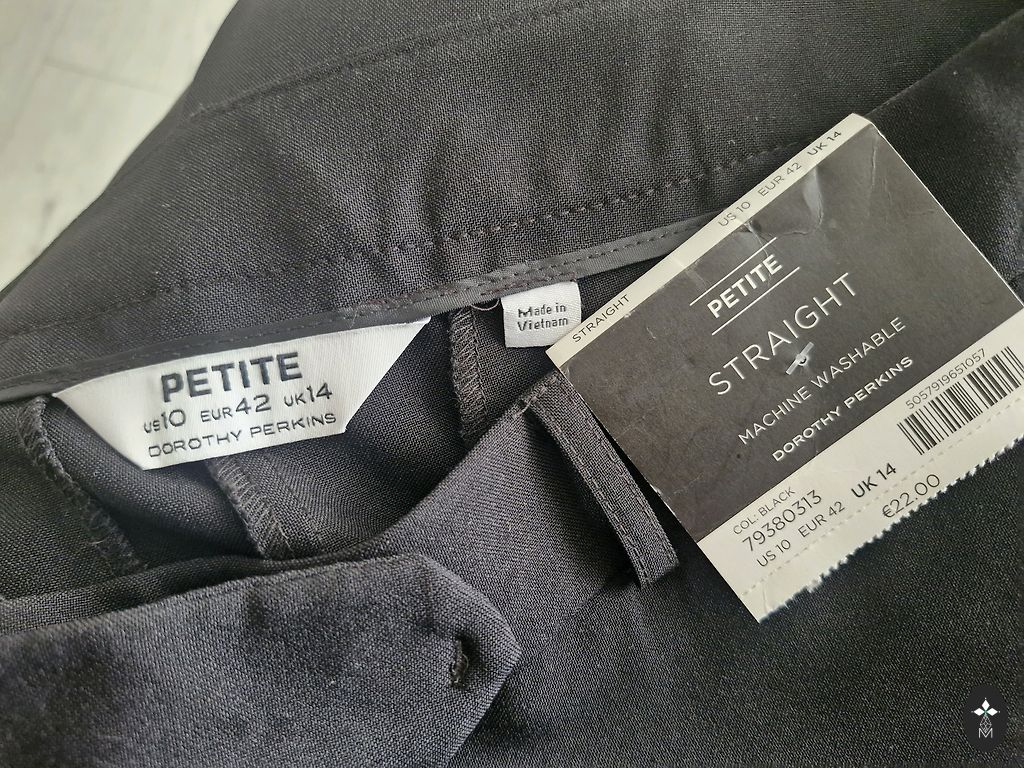 PETITE
US10 EUR42 UK14
DOROTHY PERKINS
Made in
Vietnam
STRAIGHT US 10 EUR 42 UK 14
PETITE
STRAIGHT
MACHINE WASHABLE
DOROTHY PERKINS
5057919651057
COL: BLACK
79380313
US 10 EUR 42 UK 14
€22.00
M